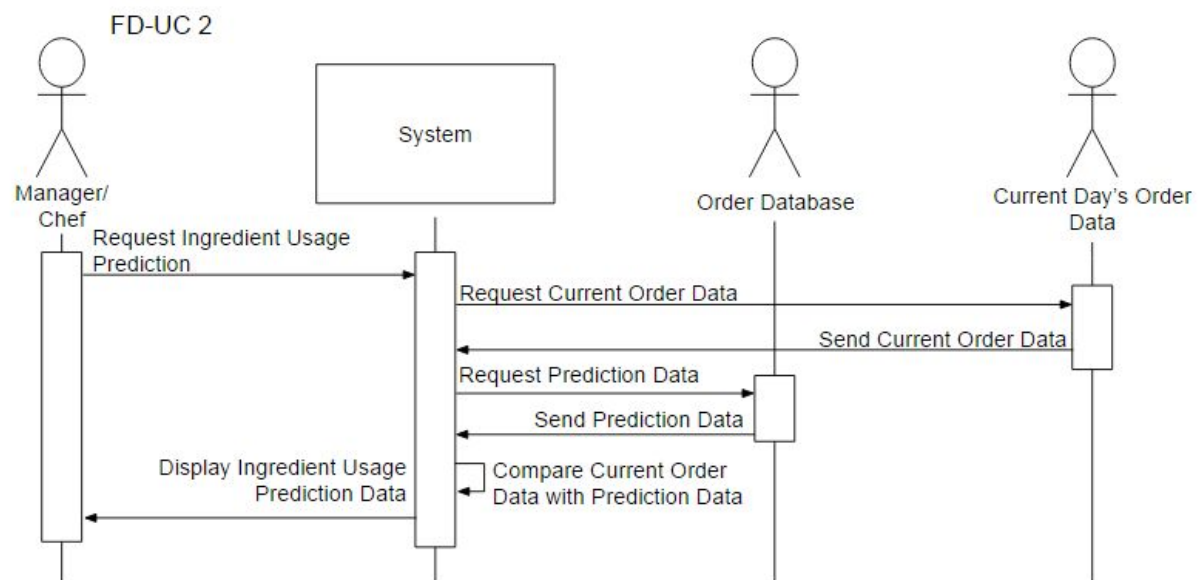 FD-UC 2
System
Manager/
Chef
Order Database
Current Day's Order
Data
Request Ingredient Usage
Prediction
Request Current Order Data
Send Current Order Data
Request Prediction Data
Send Prediction Data
Display Ingredient Usage
Prediction Data
Compare Current Order
Data with Prediction Data